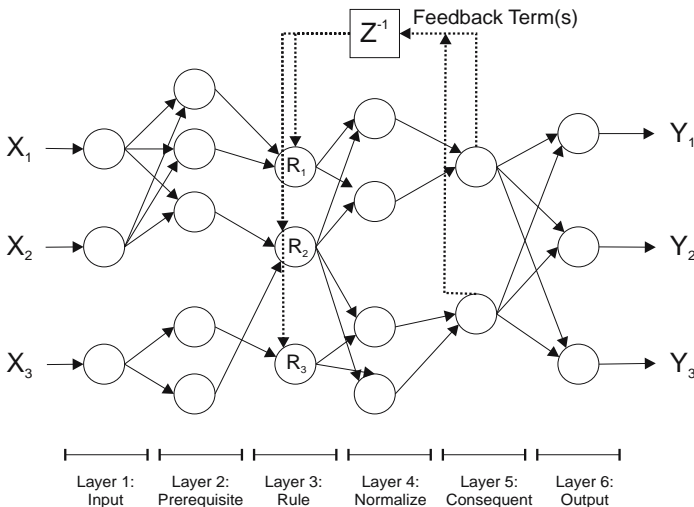 Feedback Term(s)
Z⁻¹
X₁
R₁
Y₁
X₂
R₂
Y₂
X₃
R₃
Y₃
Layer 1:
Input
Layer 2:
Prerequisite
Layer 3:
Rule
Layer 4:
Normalize
Layer 5:
Consequent
Layer 6:
Output